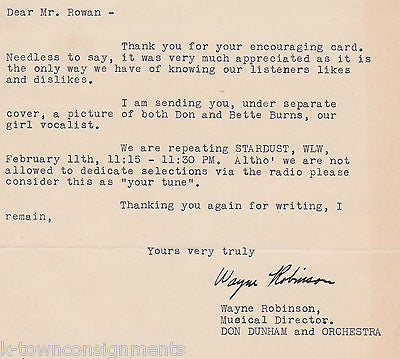 Dear Mr. Rowan -
Thank you for your encouraging card.
Needless to say, it was very much appreciated as it is
the only way we have of knowing our listeners likes
and dislikes.
I am sending you, under separate
cover, a picture of both Don and Bette Burns, our
girl vocalist.
We are repeating STARDUST, WLW,
February 11th, 11:15 - 11:30 PM. Altho' we are not
allowed to dedicate selections via the radio please
consider this as "your tune".
Thanking you again for writing, I
remain,
Yours very truly
Wayne Robinson
Wayne Robinson,
Musical Director.
DON DUNHAM and ORCHESTRA
k-townconsignments